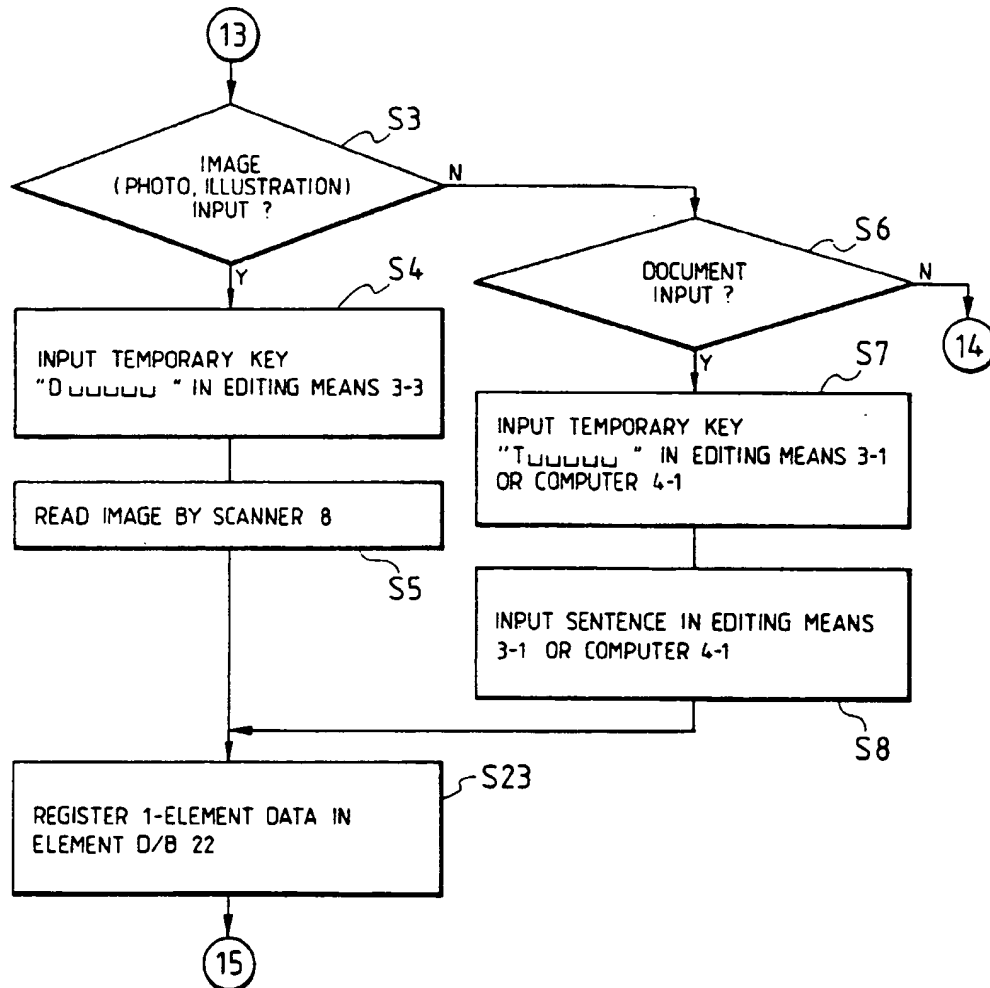 13
S3
IMAGE
(PHOTO, ILLUSTRATION)
INPUT ?
N
Y
S4
INPUT TEMPORARY KEY
"D␣␣␣␣␣ " IN EDITING MEANS 3-3
READ IMAGE BY SCANNER 8
S5
S6
DOCUMENT
INPUT ?
N
14
Y
S7
INPUT TEMPORARY KEY
"T␣␣␣␣␣ " IN EDITING MEANS 3-1
OR COMPUTER 4-1
INPUT SENTENCE IN EDITING MEANS
3-1 OR COMPUTER 4-1
S8
S23
REGISTER 1-ELEMENT DATA IN
ELEMENT D/B 22
15